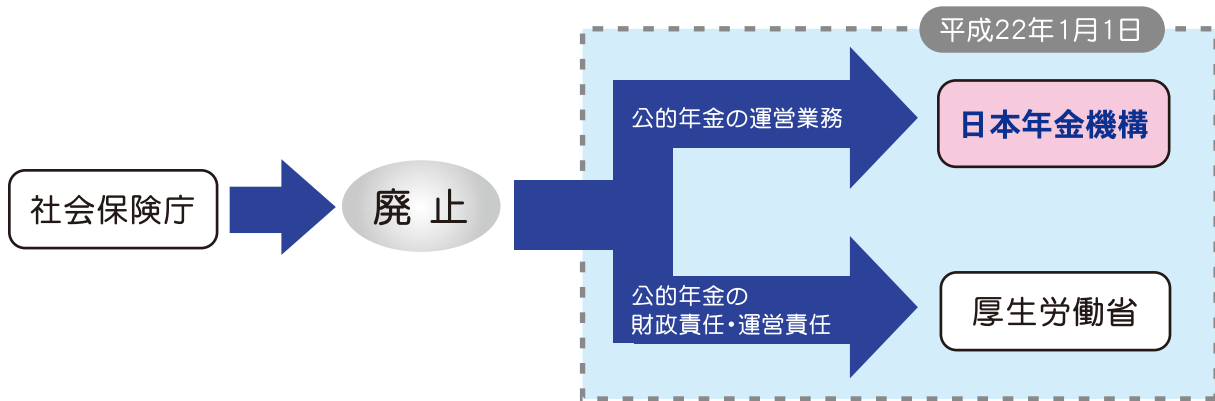 平成22年1月1日
社会保険庁
廃止
公的年金の運営業務
日本年金機構
公的年金の
財政責任・運営責任
厚生労働省